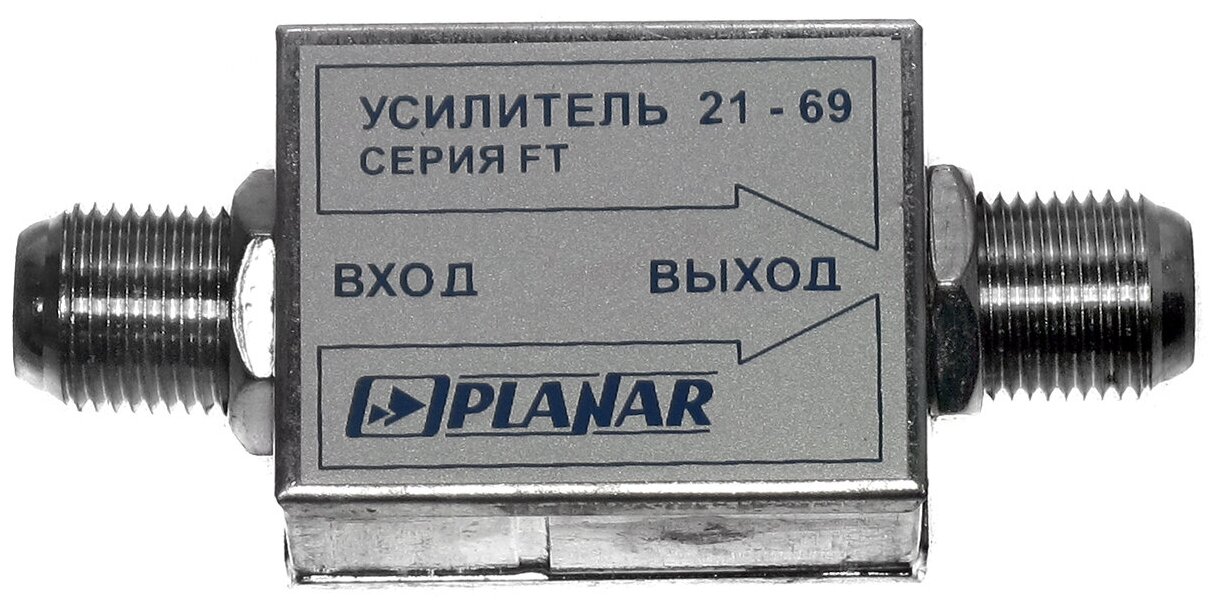 УСИЛИТЕЛЬ 21 - 69
СЕРИЯ FT
ВХОД ВЫХОД
PLANAR